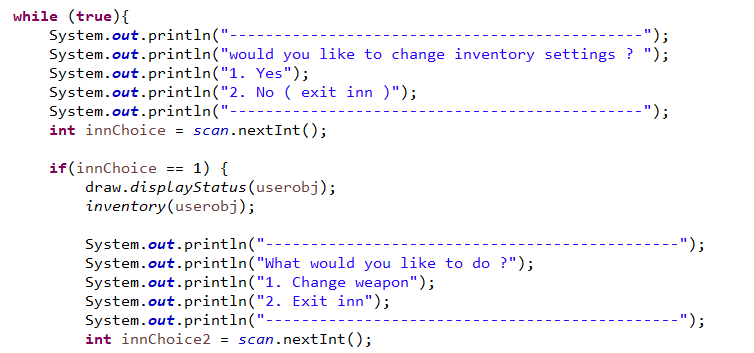 while (true){
    System.out.println("----------------------------------------------");
    System.out.println("would you like to change inventory settings ? ");
    System.out.println("1. Yes");
    System.out.println("2. No ( exit inn )");
    System.out.println("----------------------------------------------");
    int innChoice = scan.nextInt();
    if(innChoice == 1) {
        draw.displayStatus(userobj);
        inventory(userobj);
        System.out.println("----------------------------------------------");
        System.out.println("What would you like to do ?");
        System.out.println("1. Change weapon");
        System.out.println("2. Exit inn");
        System.out.println("----------------------------------------------");
        int innChoice2 = scan.nextInt();